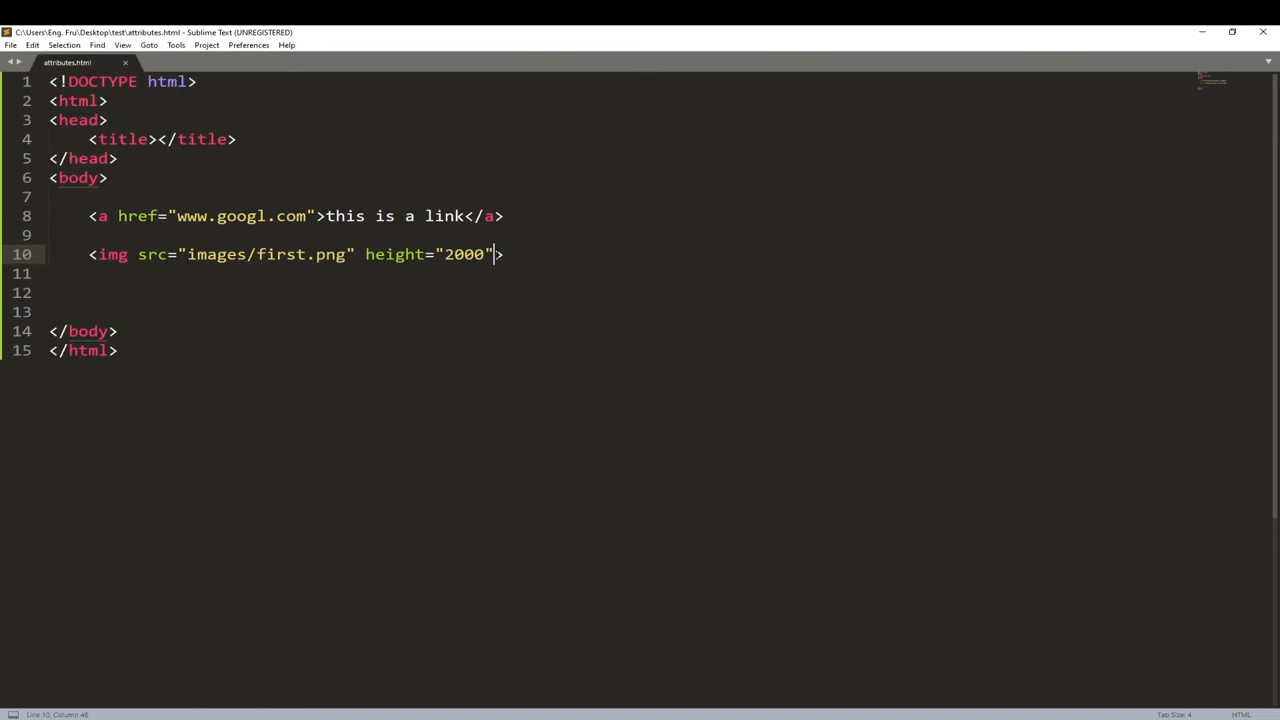 C:\Users\Eng. Fru\Desktop\test\attributes.html - Sublime Text (UNREGISTERED)
File Edit Selection Find View Goto Tools Project Preferences Help
attributes.html ×
1 <!DOCTYPE html>
2 <html>
3 <head>
4     <title></title>
5 </head>
6 <body>
7
8     <a href="www.googl.com">this is a link</a>
9
10     <img src="images/first.png" height="2000">
11
12
13
14 </body>
15 </html>
Line 10, Column 46 Tab Size: 4 HTML